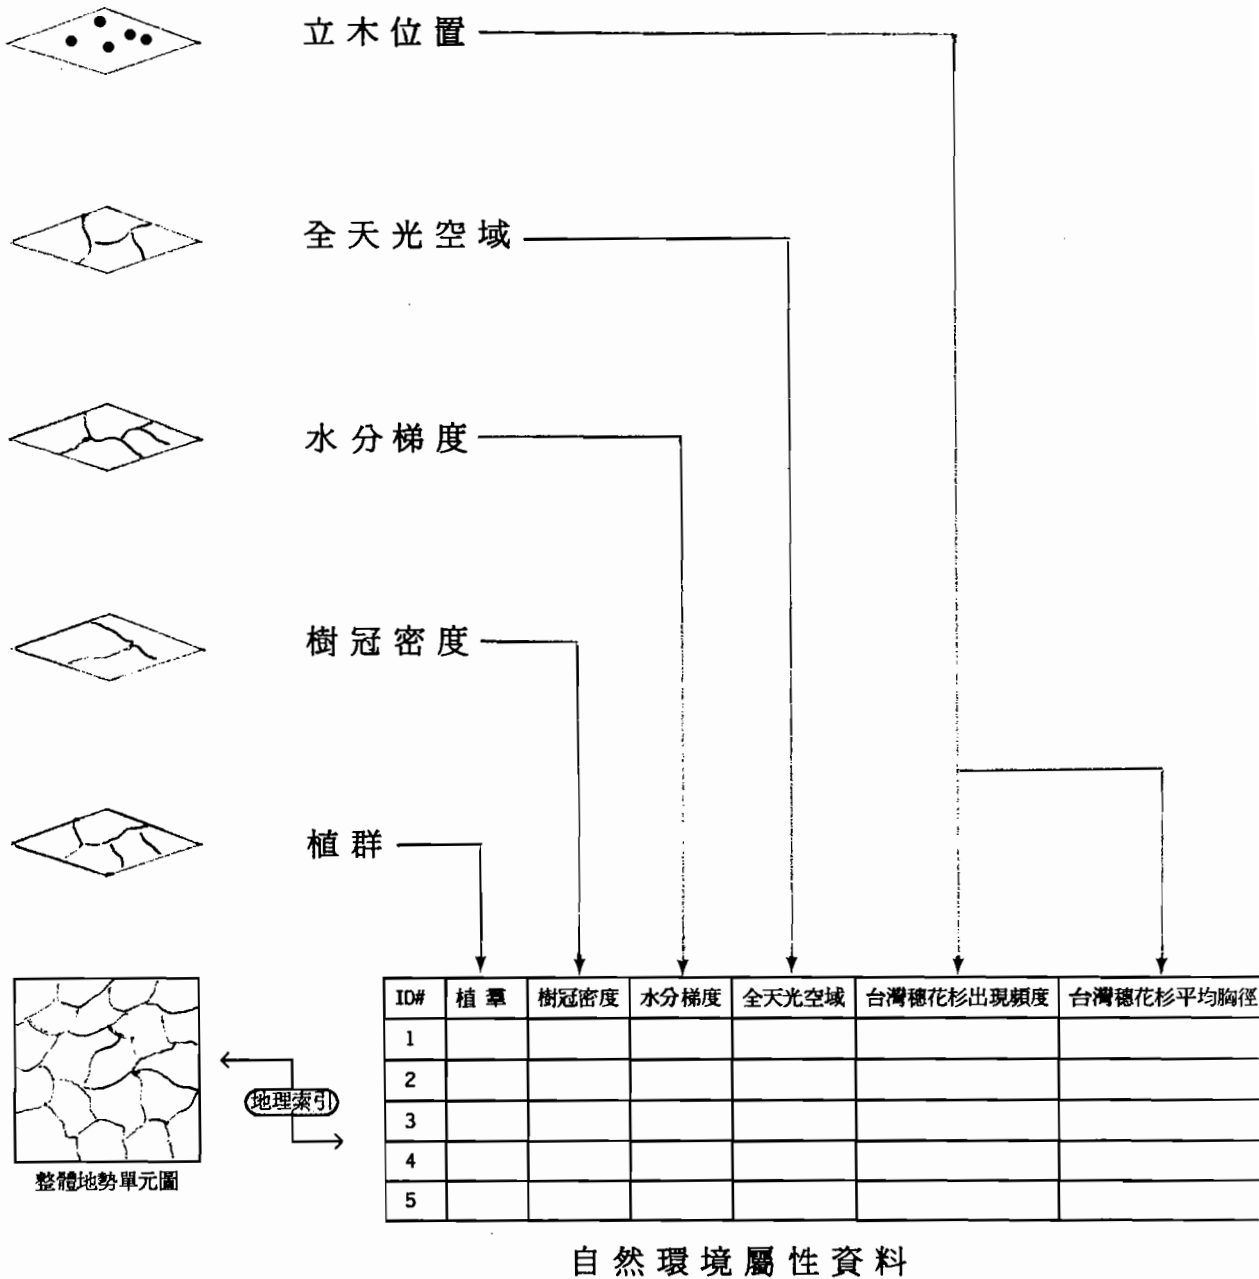 立木位置
全天光空域
水分梯度
樹冠密度
植群
ID# 植羣 樹冠密度 水分梯度 全天光空域 台灣穗花杉出現頻度 台灣穗花杉平均胸徑
1
2
3
4
5
地理索引
整體地勢單元圖
自然環境屬性資料